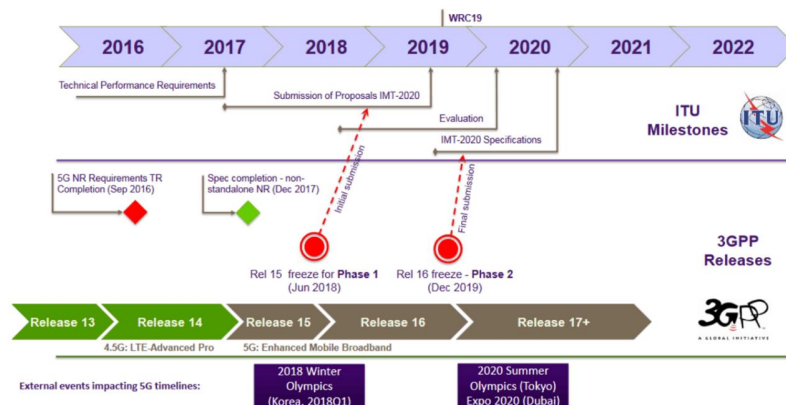 WRC19
2016
2017
2018
2019
2020
2021
2022
Technical Performance Requirements
Submission of Proposals IMT-2020
Evaluation
IMT-2020 Specifications
ITU
Milestones
ITU
5G NR Requirements TR
Completion (Sep 2016)
Spec completion - non-
standalone NR (Dec 2017)
Initial submission
Final submission
Rel 15 freeze for Phase 1
(Jun 2018)
Rel 16 freeze - Phase 2
(Dec 2019)
3GPP
Releases
Release 13
Release 14
Release 15
Release 16
Release 17+
3GPP
A GLOBAL INITIATIVE
4.5G: LTE-Advanced Pro
5G: Enhanced Mobile Broadband
External events impacting 5G timelines:
2018 Winter
Olympics
(Korea, 2018Q1)
2020 Summer
Olympics (Tokyo)
Expo 2020 (Dubai)